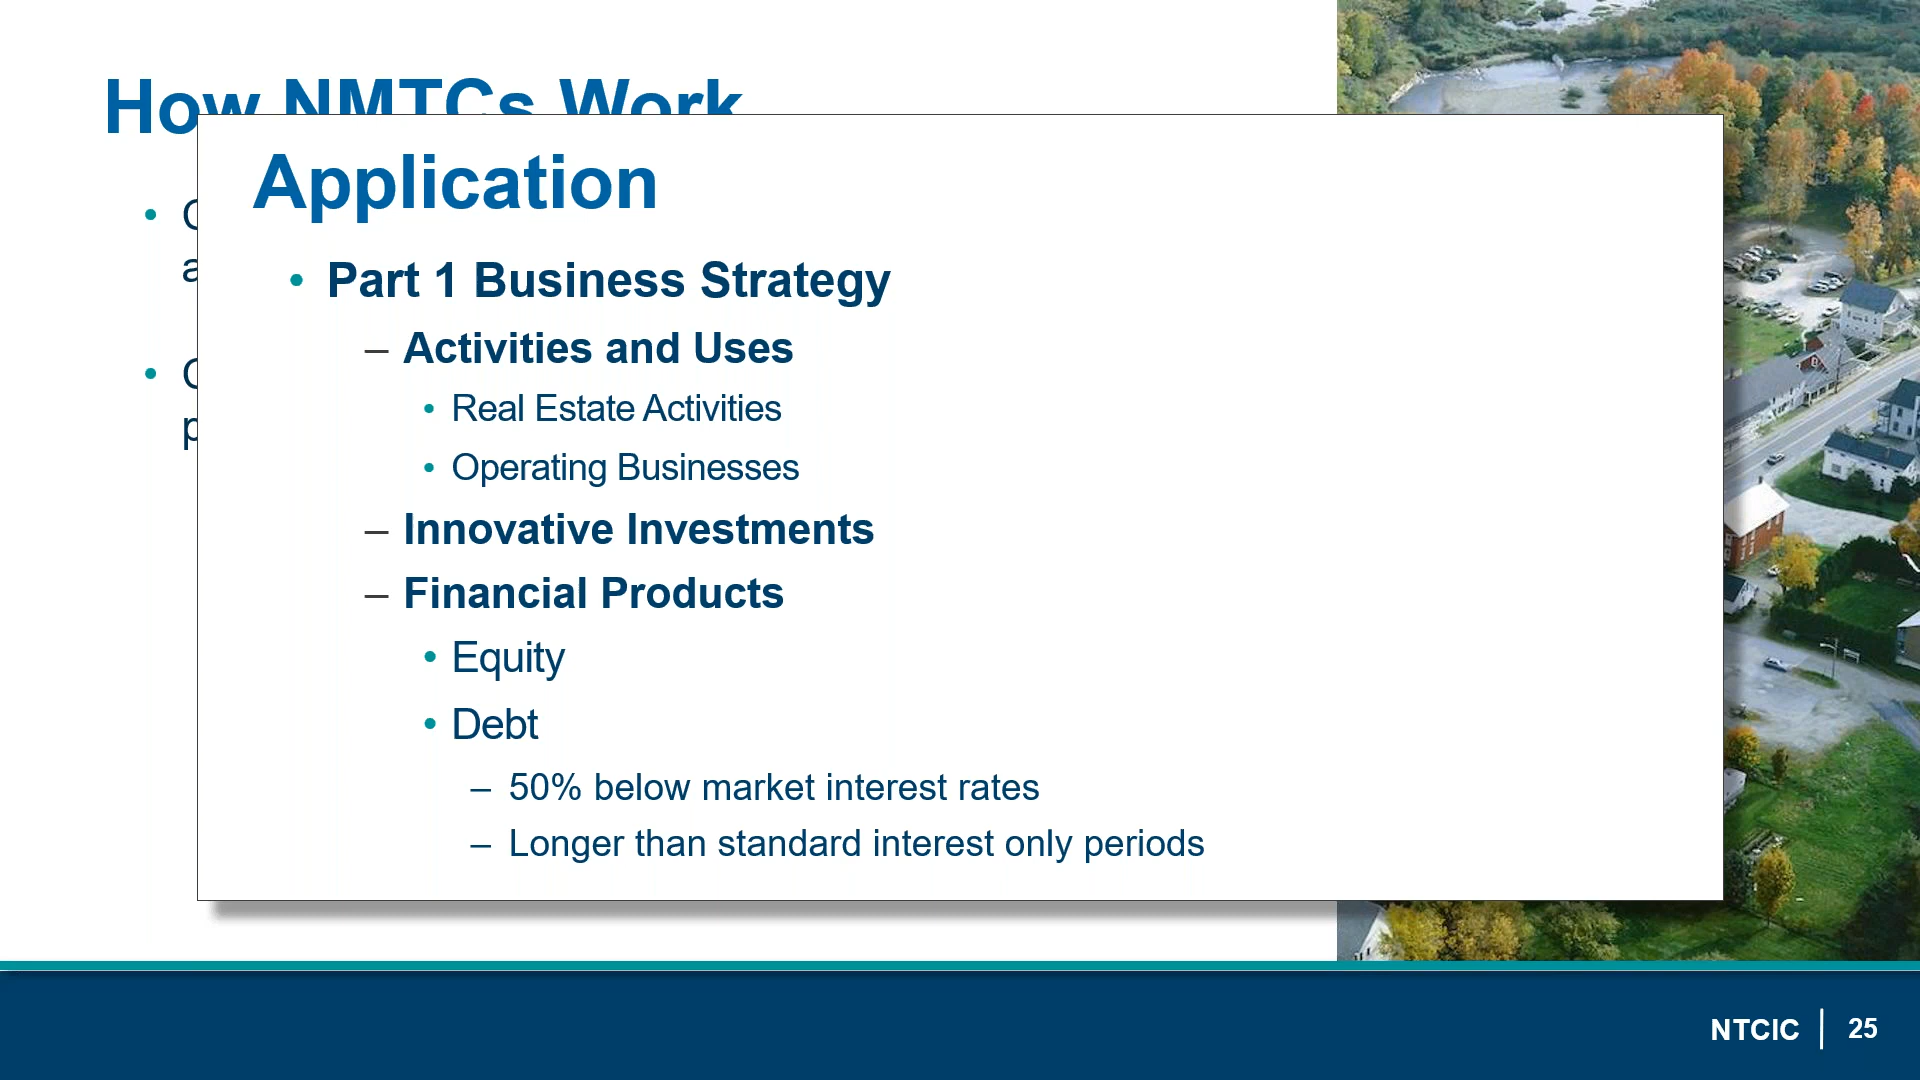 How NMTCs Work
Application
• Part 1 Business Strategy
– Activities and Uses
• Real Estate Activities
• Operating Businesses
– Innovative Investments
– Financial Products
• Equity
• Debt
– 50% below market interest rates
– Longer than standard interest only periods
NTCIC | 25